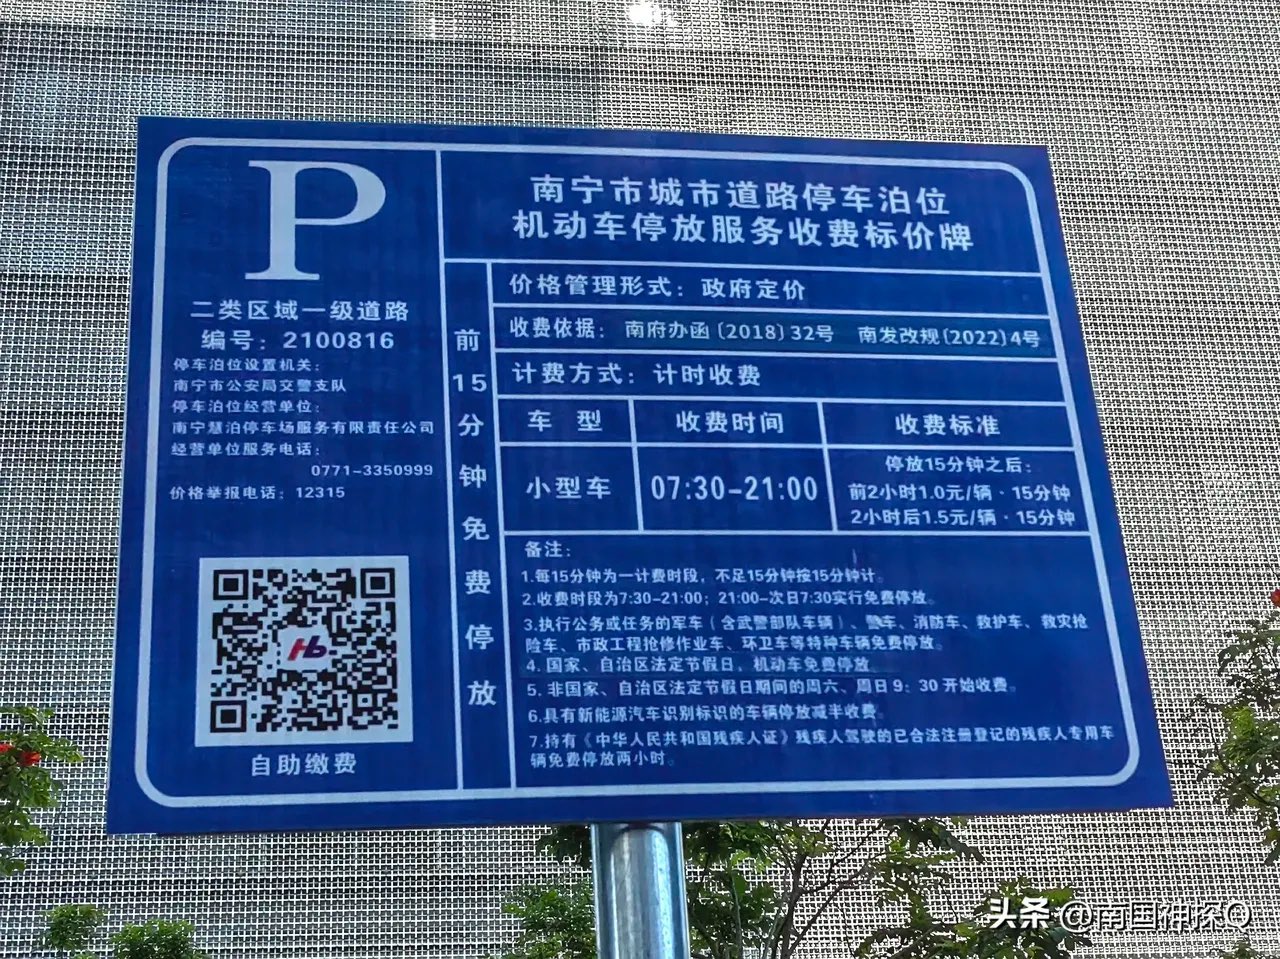 P
二类区域一级道路
编号：2100816
停车泊位设置机关：
南宁市公安局交警支队
停车泊位经营单位：
南宁慧泊停车场服务有限责任公司
经营单位服务电话：
0771-3350999
价格举报电话：12315
Hb
自助缴费
前15分钟免费停放
南宁市城市道路停车泊位
机动车停放服务收费标价牌
价格管理形式：政府定价
收费依据：南府办函〔2018〕32号 南发改规〔2022〕4号
计费方式：计时收费
车 型 收费时间 收费标准
小型车 07:30-21:00
停放15分钟之后：
前2小时1.0元/辆·15分钟
2小时后1.5元/辆·15分钟
备注：
1.每15分钟为一计费时段，不足15分钟按15分钟计。
2.收费时段为7:30-21:00；21:00-次日7:30实行免费停放。
3.执行公务或任务的军车（含武警部队车辆）、警车、消防车、救护车、救灾抢
险车、市政工程抢修作业车、环卫车等特种车辆免费停放。
4.国家、自治区法定节假日，机动车免费停放。
5.非国家、自治区法定节假日期间的周六、周日9：30开始收费。
6.具有新能源汽车识别标识的车辆停放减半收费。
7.持有《中华人民共和国残疾人证》残疾人驾驶的已合法注册登记的残疾人专用车
辆免费停放两小时。
头条 @南国神探Q